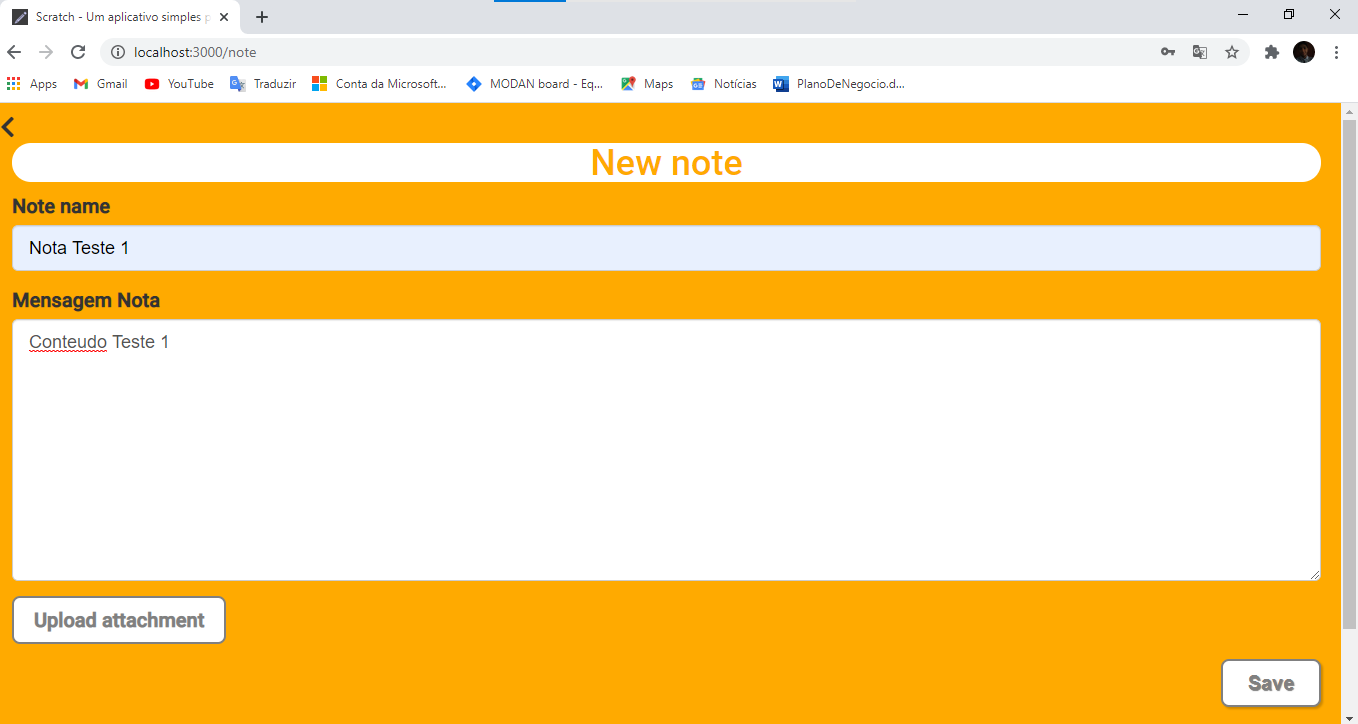 Scratch - Um aplicativo simples p
localhost:3000/note
Apps Gmail YouTube Traduzir Conta da Microsoft... MODAN board - Eq... Maps Notícias PlanoDeNegocio.d...
New note
Note name
Nota Teste 1
Mensagem Nota
Conteudo Teste 1
Upload attachment
Save